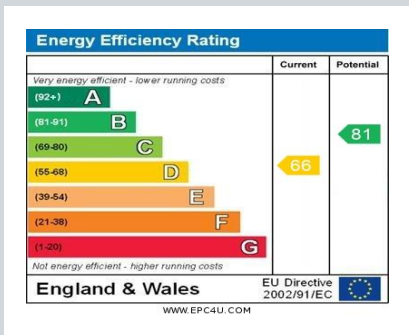 Energy Efficiency Rating
Current Potential
Very energy efficient - lower running costs
(92+) A
(81-91) B
(69-80) C
(55-68) D
(39-54) E
(21-38) F
(1-20) G
66
81
Not energy efficient - higher running costs
England & Wales
EU Directive
2002/91/EC
WWW.EPC4U.COM